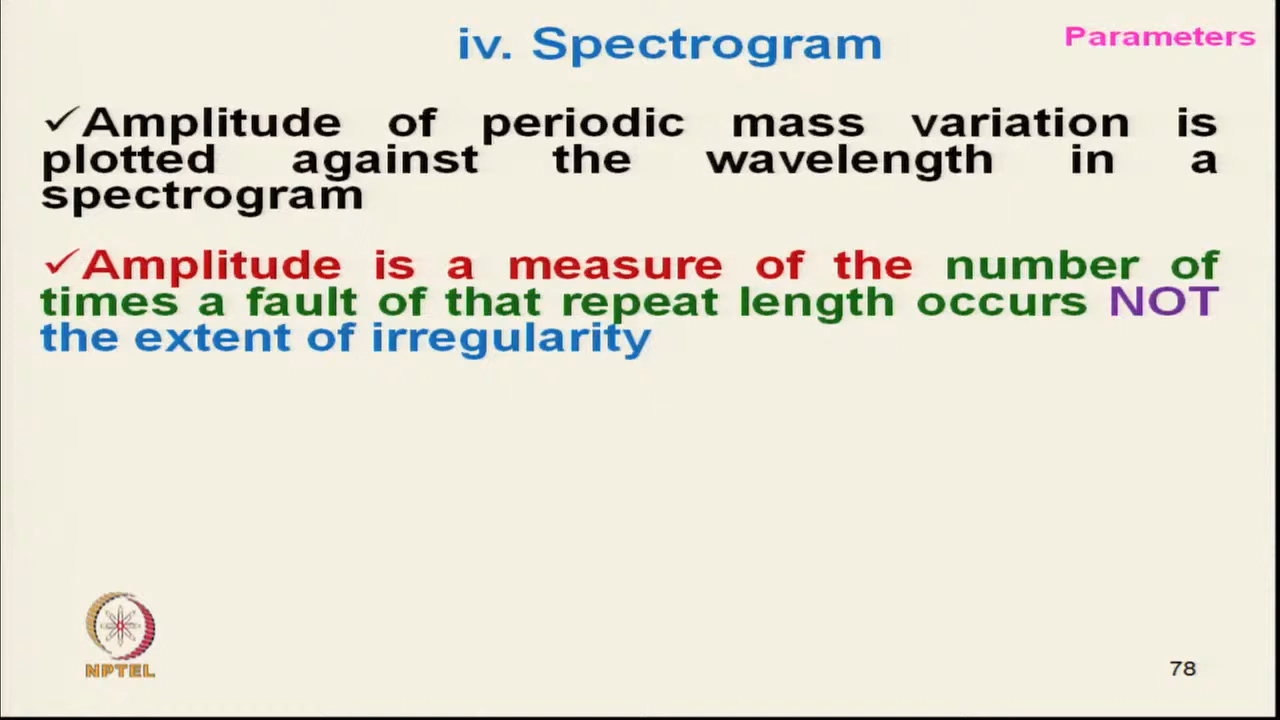 iv. Spectrogram
Parameters
✓Amplitude of periodic mass variation is
plotted against the wavelength in a
spectrogram
✓Amplitude is a measure of the number of
times a fault of that repeat length occurs NOT
the extent of irregularity
NPTEL
78